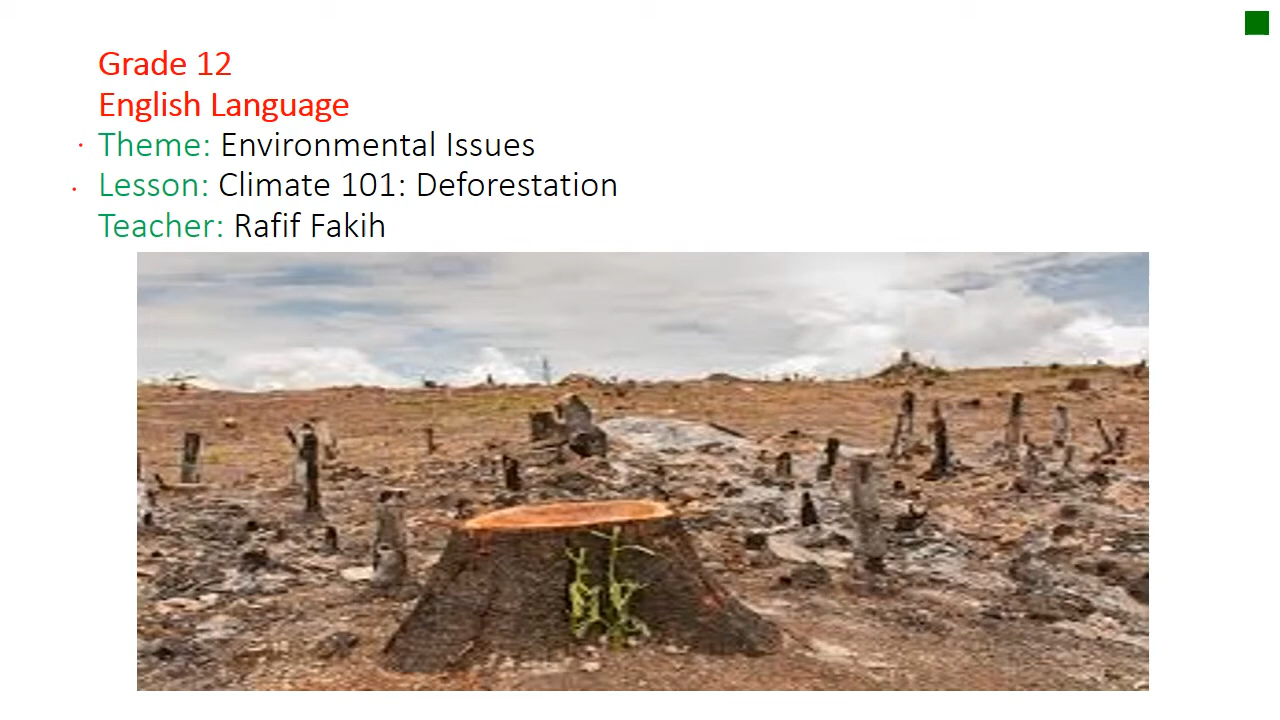 Grade 12
English Language
Theme: Environmental Issues
Lesson: Climate 101: Deforestation
Teacher: Rafif Fakih